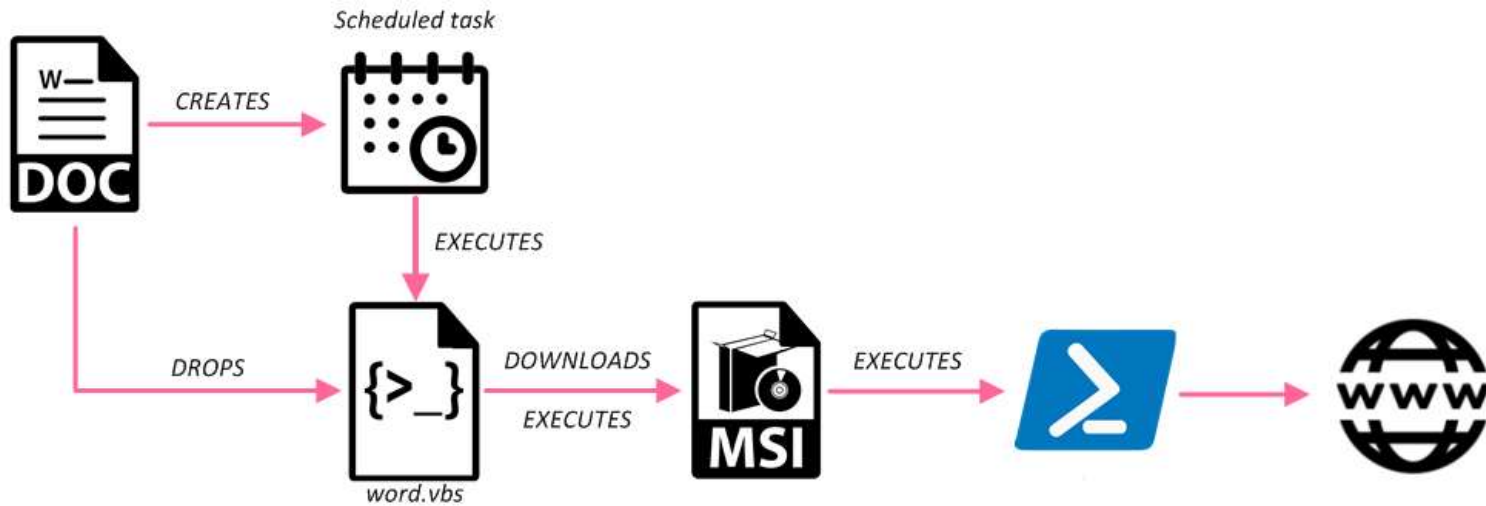 Scheduled task
W
DOC
CREATES
EXECUTES
DROPS
{>_}
word.vbs
DOWNLOADS
EXECUTES
MSI
EXECUTES
www